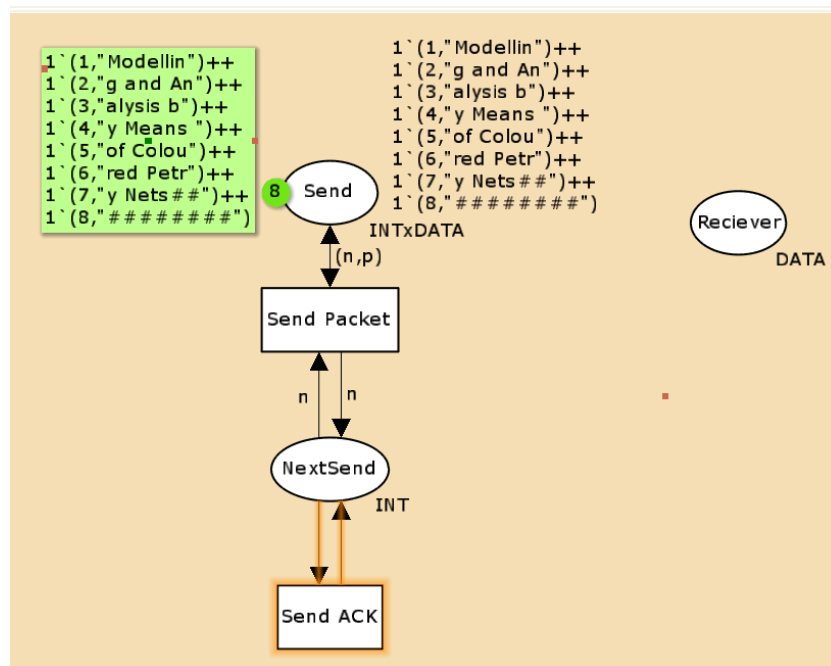 1`(1,"Modellin")++
1`(2,"g and An")++
1`(3,"alysis b")++
1`(4,"y Means ")++
1`(5,"of Colou")++
1`(6,"red Petr")++
1`(7,"y Nets##")++
1`(8,"########")
1`(1,"Modellin")++
1`(2,"g and An")++
1`(3,"alysis b")++
1`(4,"y Means ")++
1`(5,"of Colou")++
1`(6,"red Petr")++
1`(7,"y Nets##")++
1`(8,"########")
8
Send
INTxDATA
Reciever
DATA
(n,p)
Send Packet
n
n
NextSend
INT
Send ACK